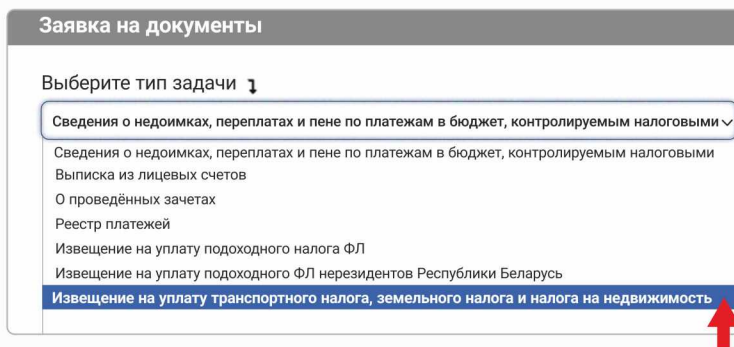 Заявка на документы
Выберите тип задачи
Сведения о недоимках, переплатах и пене по платежам в бюджет, контролируемым налоговыми
Сведения о недоимках, переплатах и пене по платежам в бюджет, контролируемым налоговыми
Выписка из лицевых счетов
О проведённых зачетах
Реестр платежей
Извещение на уплату подоходного налога ФЛ
Извещение на уплату подоходного ФЛ нерезидентов Республики Беларусь
Извещение на уплату транспортного налога, земельного налога и налога на недвижимость